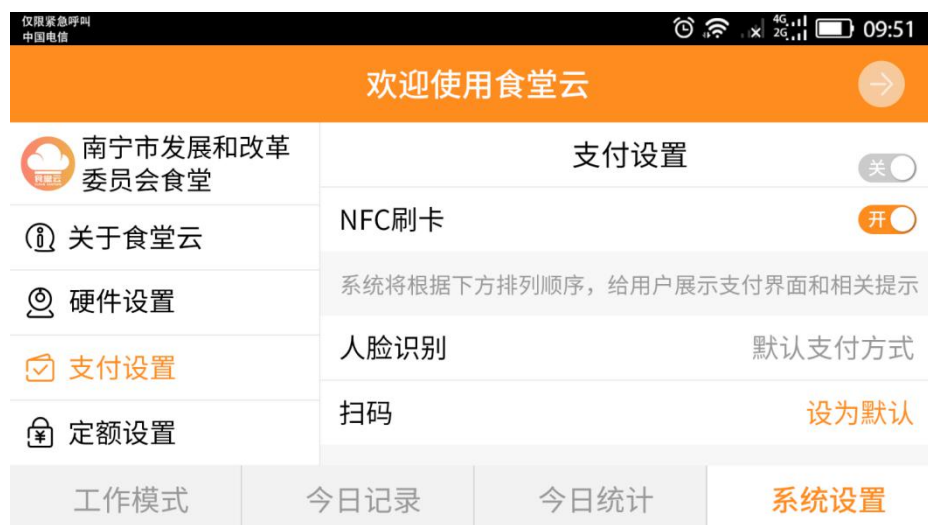 仅限紧急呼叫
中国电信
4G
2G
09:51
欢迎使用食堂云
食堂云
南宁市发展和改革
委员会食堂
关于食堂云
硬件设置
支付设置
定额设置
支付设置
关
NFC刷卡
开
系统将根据下方排列顺序，给用户展示支付界面和相关提示
人脸识别
默认支付方式
扫码
设为默认
工作模式
今日记录
今日统计
系统设置